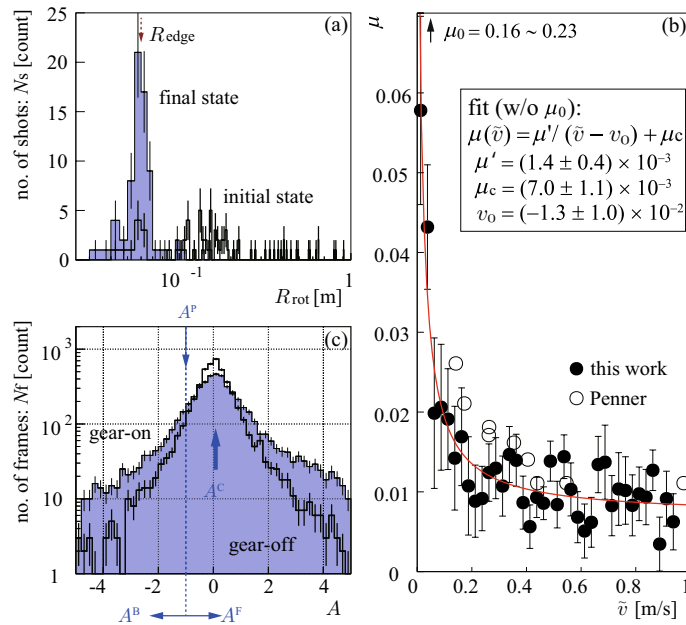 (a)
no. of shots: Ns [count]
25
20
15
10
5
0
R_edge
final state
initial state
10^-1
1
R_rot [m]
(b)
μ
μ₀ = 0.16 ~ 0.23
fit (w/o μ₀):
μ(ṽ) = μ'/ (ṽ − v₀) + μc
μ' = (1.4 ± 0.4) × 10^-3
μc = (7.0 ± 1.1) × 10^-3
v₀ = (−1.3 ± 1.0) × 10^-2
0.06
0.05
0.04
0.03
0.02
0.01
0
this work
Penner
0
0.2
0.4
0.6
0.8
1
ṽ [m/s]
(c)
no. of frames: Nf [count]
10^3
10^2
10
1
A^P
gear-on
A^C
gear-off
-4
-2
0
2
4
A
A^B
A^F